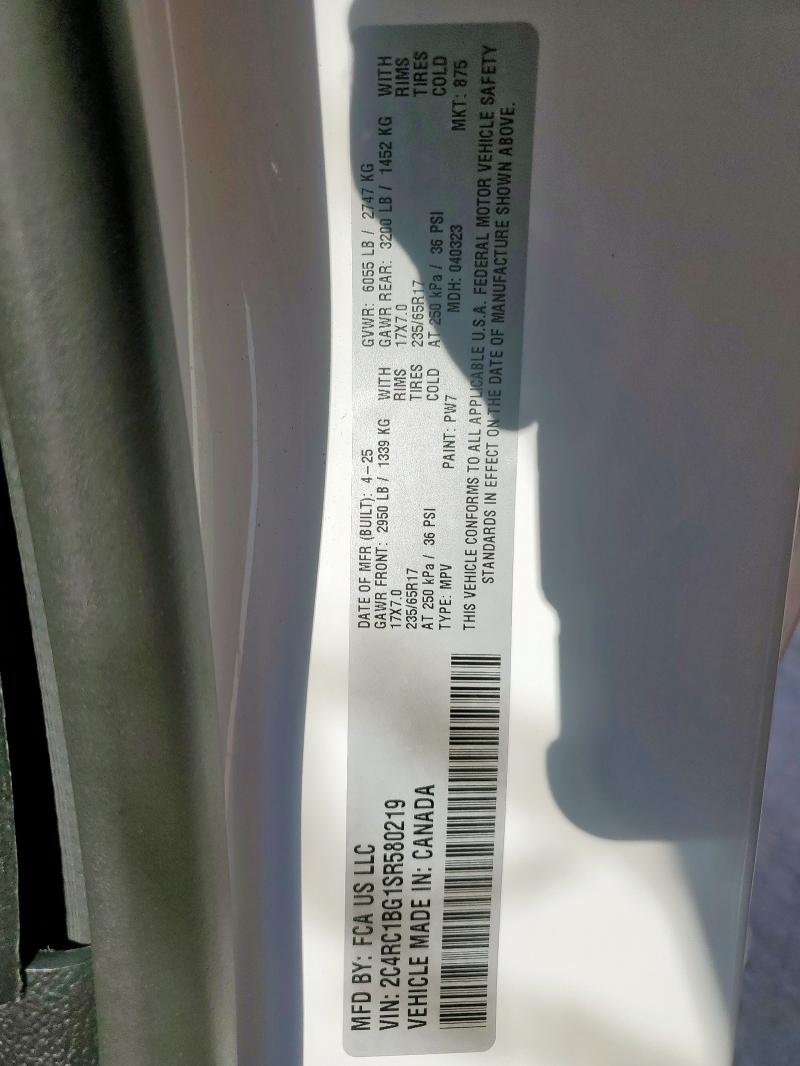 MFD BY: FCA US LLC
VIN: 2C4RC1BG1SR580219
VEHICLE MADE IN: CANADA
DATE OF MFR (BUILT): 4-25 GVWR: 6055 LB / 2747 KG
GAWR FRONT: 2950 LB / 1339 KG WITH GAWR REAR: 3200 LB / 1452 KG WITH
17X7.0 RIMS 17X7.0 RIMS
235/65R17 TIRES 235/65R17 TIRES
AT 250 kPa / 36 PSI COLD AT 250 kPa / 36 PSI COLD
TYPE: MPV PAINT: PW7 MDH: 040323 MKT: 875
THIS VEHICLE CONFORMS TO ALL APPLICABLE U.S.A. FEDERAL MOTOR VEHICLE SAFETY
STANDARDS IN EFFECT ON THE DATE OF MANUFACTURE SHOWN ABOVE.